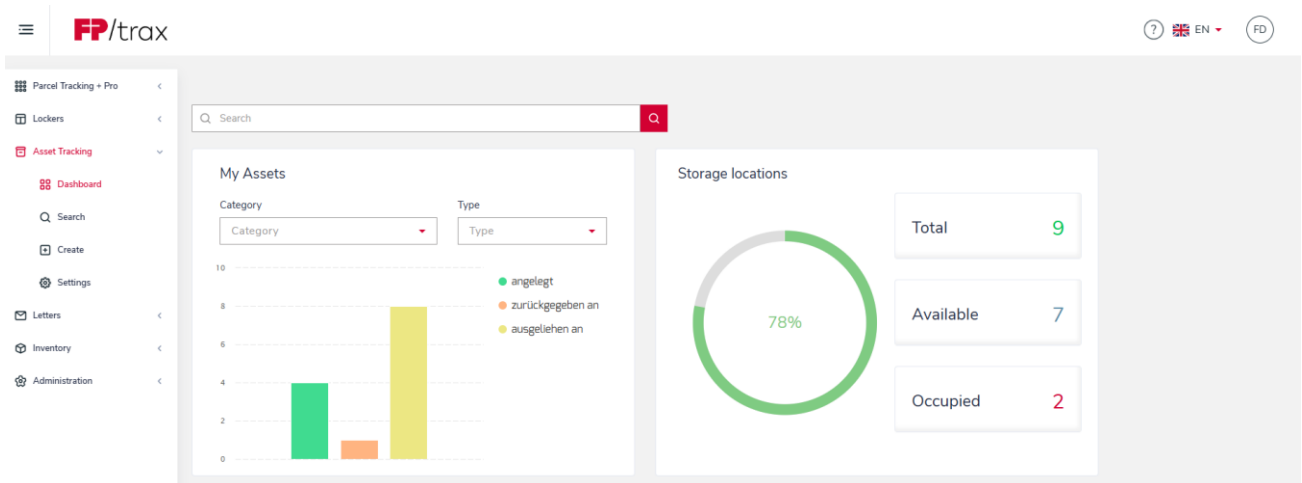 FP/trax
? EN FD
Parcel Tracking + Pro
Lockers
Asset Tracking
Dashboard
Search
Create
Settings
Letters
Inventory
Administration
Search
My Assets
Category Type
Category Type
10
8
6
4
2
0
angelegt
zurückgegeben an
ausgeliehen an
Storage locations
78%
Total 9
Available 7
Occupied 2